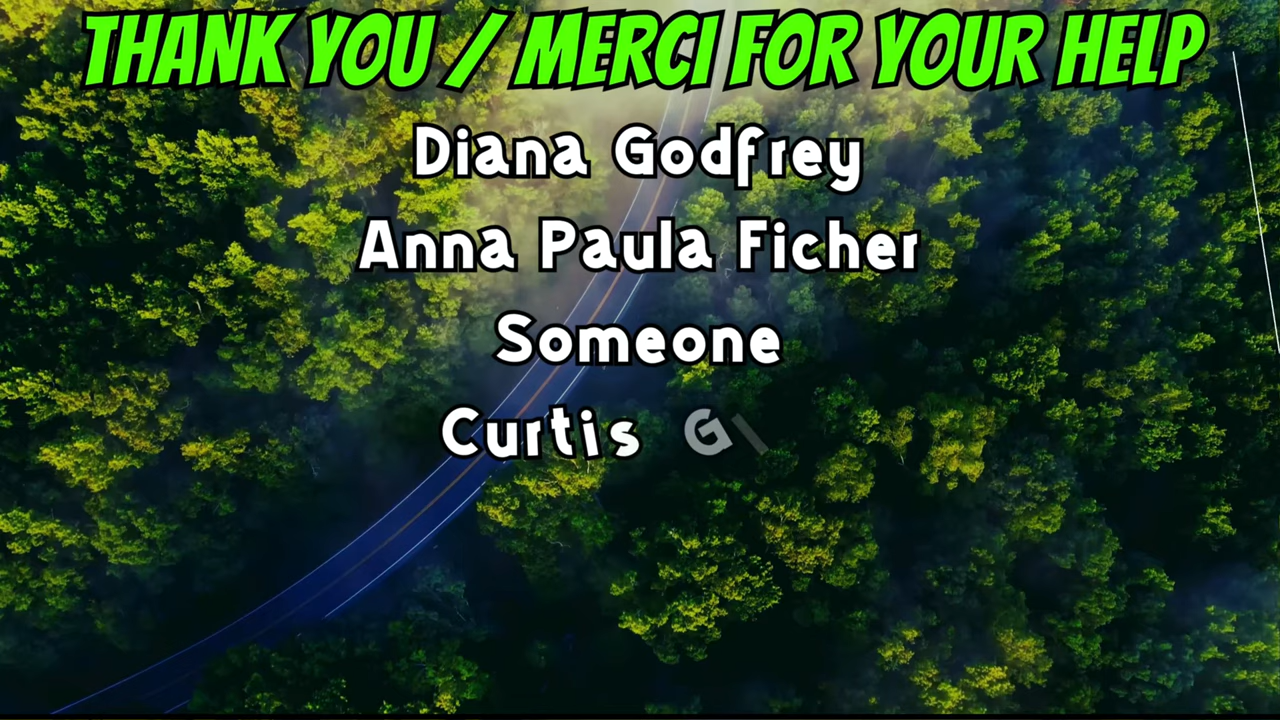 THANK YOU / MERCI FOR YOUR HELP
Diana Godfrey
Anna Paula Ficher
Someone
Curtis